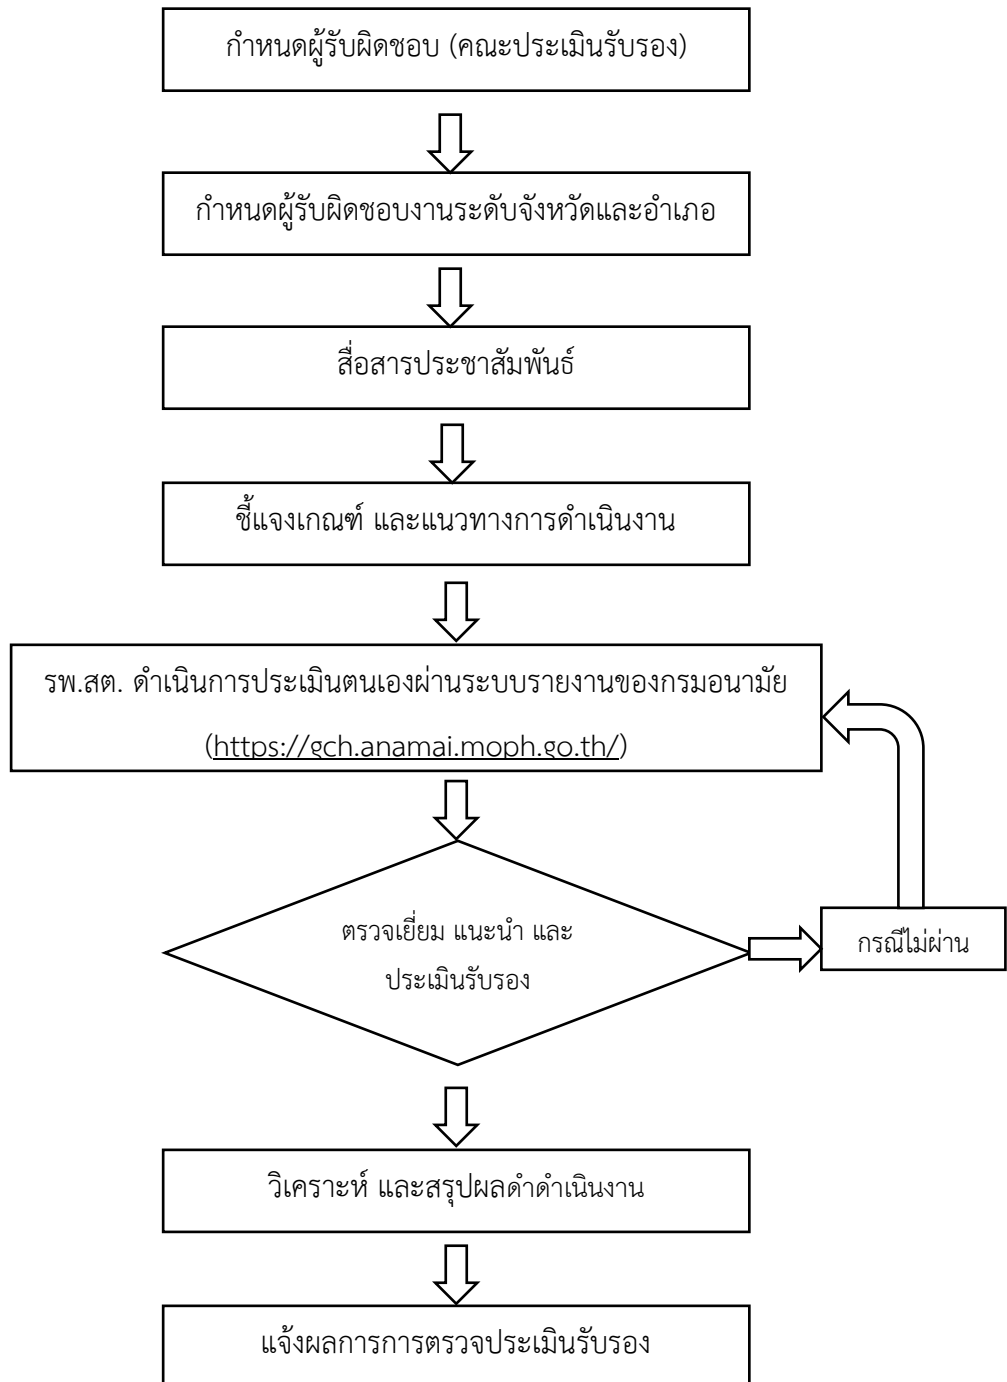 กำหนดผู้รับผิดชอบ (คณะประเมินรับรอง)
กำหนดผู้รับผิดชอบงานระดับจังหวัดและอำเภอ
สื่อสารประชาสัมพันธ์
ชี้แจงเกณฑ์ และแนวทางการดำเนินงาน
รพ.สต. ดำเนินการประเมินตนเองผ่านระบบรายงานของกรมอนามัย
(https://gch.anamai.moph.go.th/)
ตรวจเยี่ยม แนะนำ และ
ประเมินรับรอง
กรณีไม่ผ่าน
วิเคราะห์ และสรุปผลดำดำเนินงาน
แจ้งผลการการตรวจประเมินรับรอง